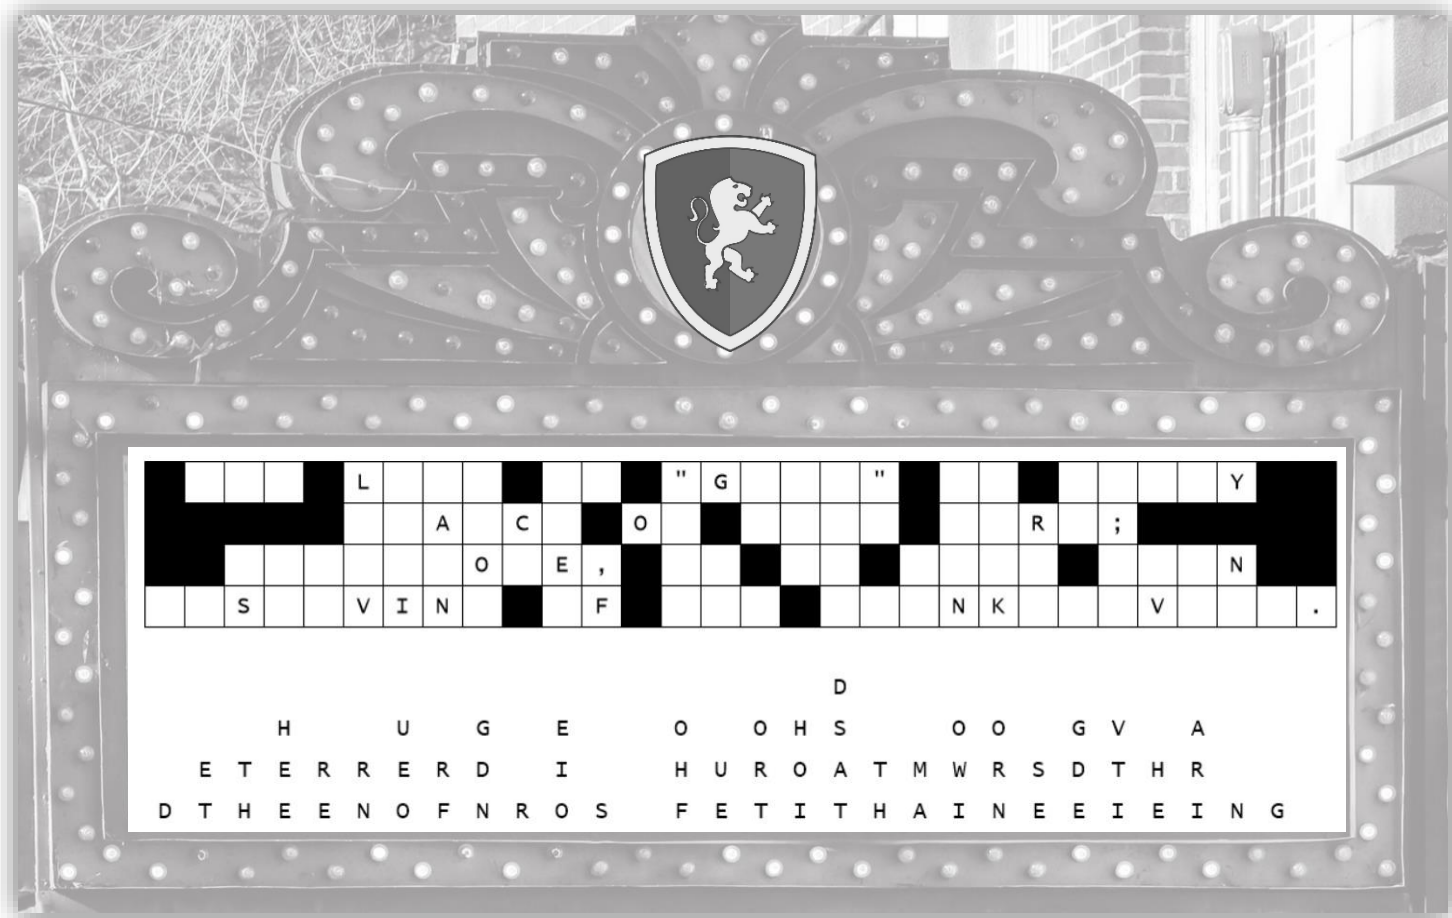 L " G " Y
A C O R ;
O E , N
S V I N F N K V .
D
H U G E O O H S O O G V A
E T E R R E R D I H U R O A T M W R S D T H R
D T H E E N O F N R O S F E T I T H A I N E E I E I N G